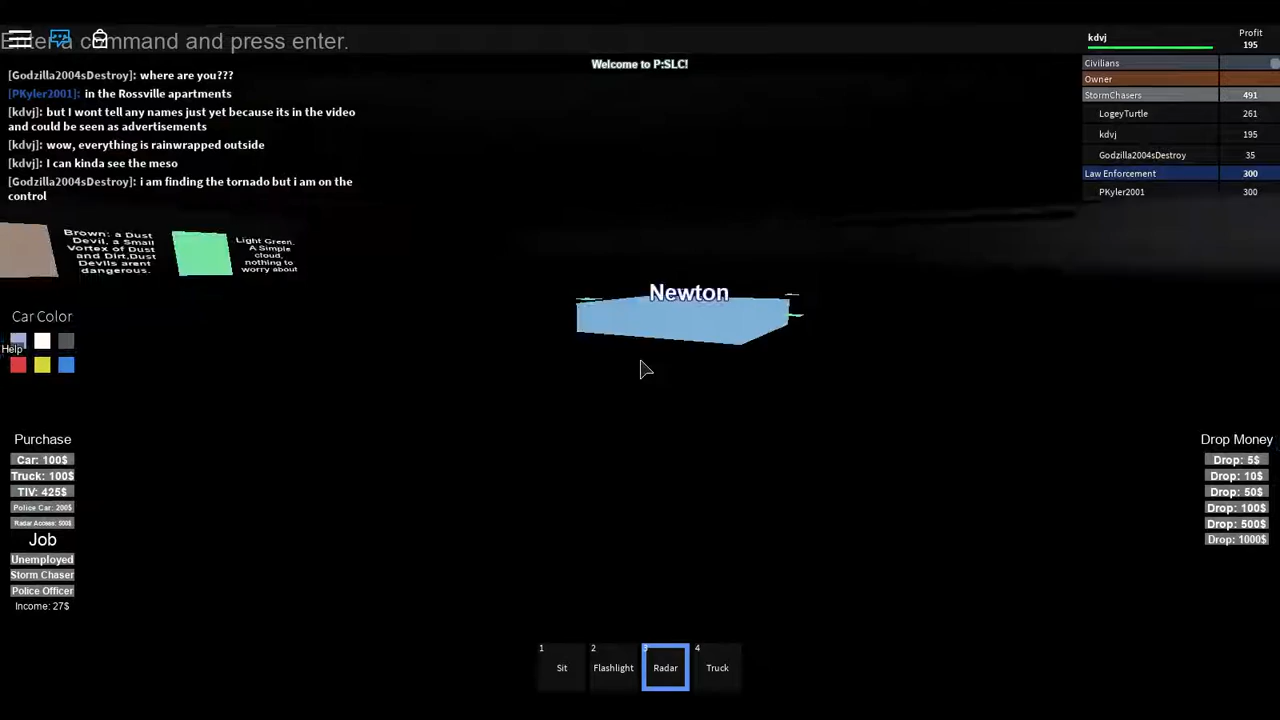 Enter a command and press enter.
kdvj
Profit
195
Welcome to P:SLC!
Civilians
Owner
StormChasers 491
LogeyTurtle 261
kdvj 195
Godzilla2004sDestroy 35
Law Enforcement 300
PKyler2001 300
[Godzilla2004sDestroy]: where are you???
[PKyler2001]: in the Rossville apartments
[kdvj]: but I wont tell any names just yet because its in the video
and could be seen as advertisements
[kdvj]: wow, everything is rainwrapped outside
[kdvj]: I can kinda see the meso
[Godzilla2004sDestroy]: i am finding the tornado but i am on the
control
Brown: a Dust
Devil, a Small
Vortex of Dust
and Dirt,Dust
Devils arent
dangerous.
Light Green.
A Simple
cloud,
nothing to
worry about
Newton
Car Color
Help
Purchase
Car: 100$
Truck: 100$
TIV: 425$
Police Car: 200$
Radar Access: 500$
Job
Unemployed
Storm Chaser
Police Officer
Income: 27$
Drop Money
Drop: 5$
Drop: 10$
Drop: 50$
Drop: 100$
Drop: 500$
Drop: 1000$
1 Sit
2 Flashlight
3 Radar
4 Truck